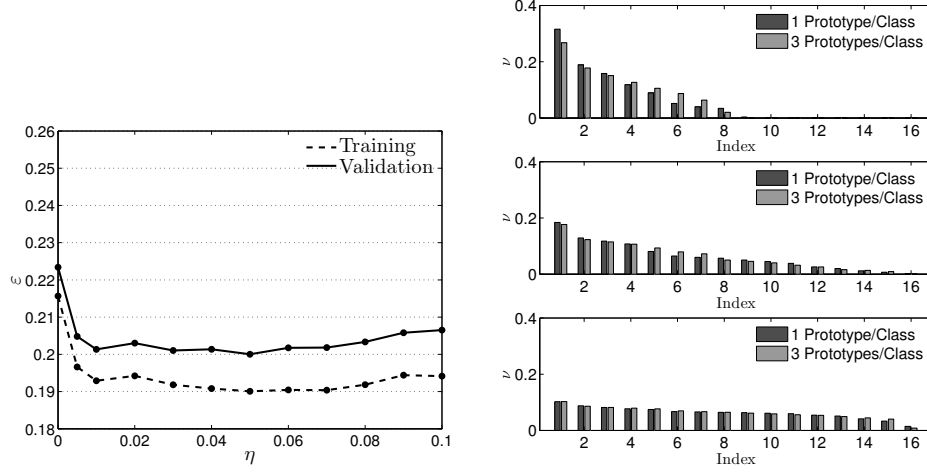 0.26
0.25
0.24
0.23
0.22
0.21
0.2
0.19
0.18
ε
Training
Validation
0 0.02 0.04 0.06 0.08 0.1
η
0.4
0.2
0
ν
1 Prototype/Class
3 Prototypes/Class
2 4 6 8 10 12 14 16
Index
0.4
0.2
0
ν
1 Prototype/Class
3 Prototypes/Class
2 4 6 8 10 12 14 16
Index
0.4
0.2
0
ν
1 Prototype/Class
3 Prototypes/Class
2 4 6 8 10 12 14 16
Index